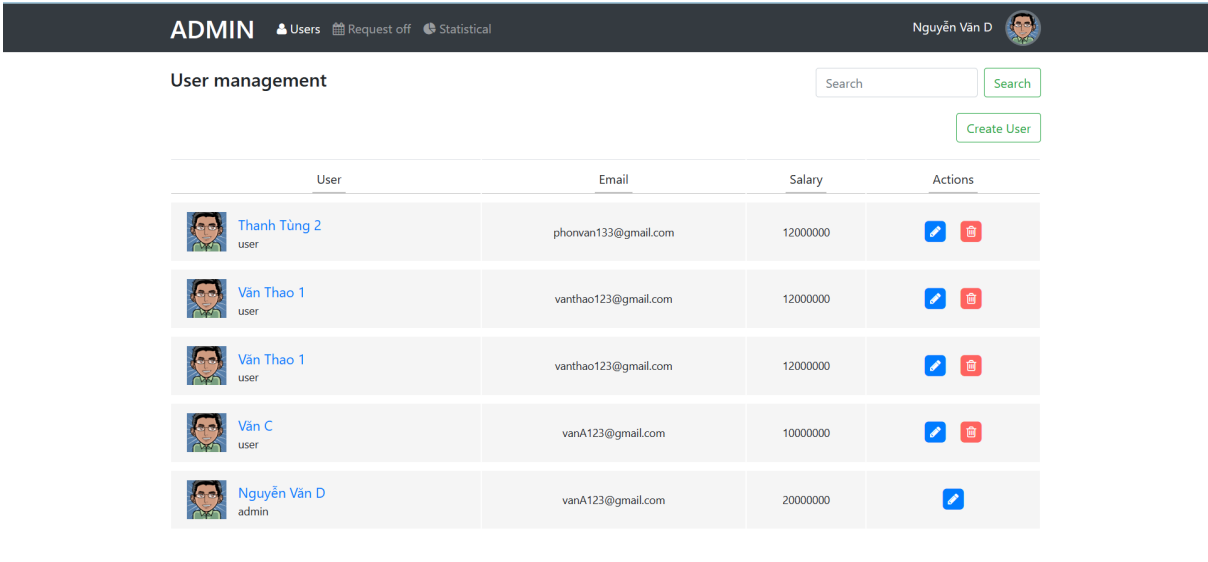 ADMIN Users Request off Statistical Nguyễn Văn D
User management Search Search
Create User
User Email Salary Actions
Thanh Tùng 2
user phonvan133@gmail.com 12000000
Văn Thao 1
user vanthao123@gmail.com 12000000
Văn Thao 1
user vanthao123@gmail.com 12000000
Văn C
user vanA123@gmail.com 10000000
Nguyễn Văn D
admin vanA123@gmail.com 20000000